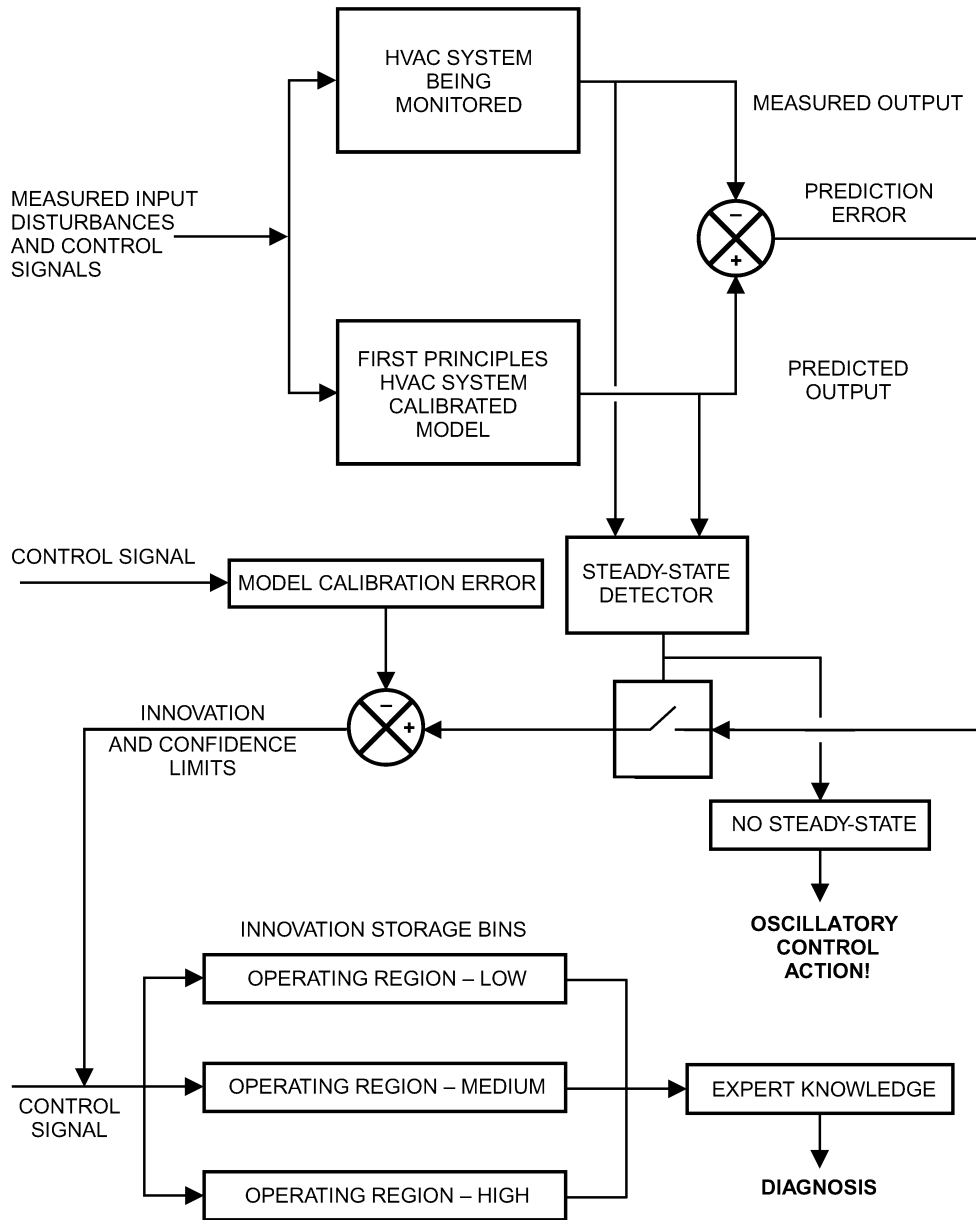 HVAC SYSTEM
BEING
MONITORED
MEASURED OUTPUT
MEASURED INPUT
DISTURBANCES
AND CONTROL
SIGNALS
PREDICTION
ERROR
–
+
FIRST PRINCIPLES
HVAC SYSTEM
CALIBRATED
MODEL
PREDICTED
OUTPUT
CONTROL SIGNAL
MODEL CALIBRATION ERROR
STEADY-STATE
DETECTOR
–
+
INNOVATION
AND CONFIDENCE
LIMITS
NO STEADY-STATE
OSCILLATORY
CONTROL
ACTION!
INNOVATION STORAGE BINS
OPERATING REGION – LOW
OPERATING REGION – MEDIUM
EXPERT KNOWLEDGE
CONTROL
SIGNAL
OPERATING REGION – HIGH
DIAGNOSIS